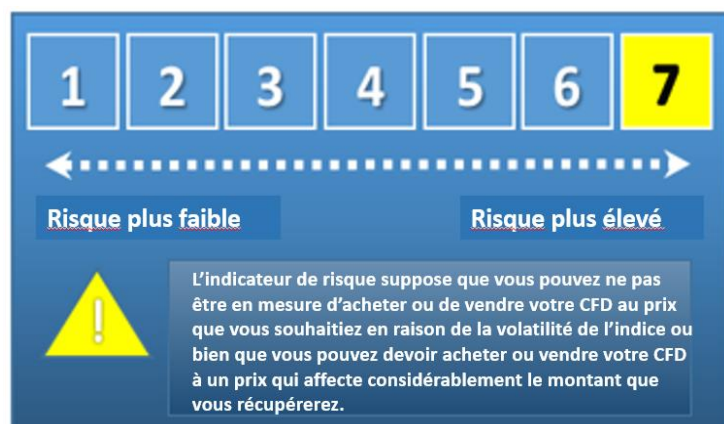 1 2 3 4 5 6 7
Risque plus faible Risque plus élevé
!
L'indicateur de risque suppose que vous pouvez ne pas
être en mesure d'acheter ou de vendre votre CFD au prix
que vous souhaitiez en raison de la volatilité de l'indice ou
bien que vous pouvez devoir acheter ou vendre votre CFD
à un prix qui affecte considérablement le montant que
vous récupérerez.